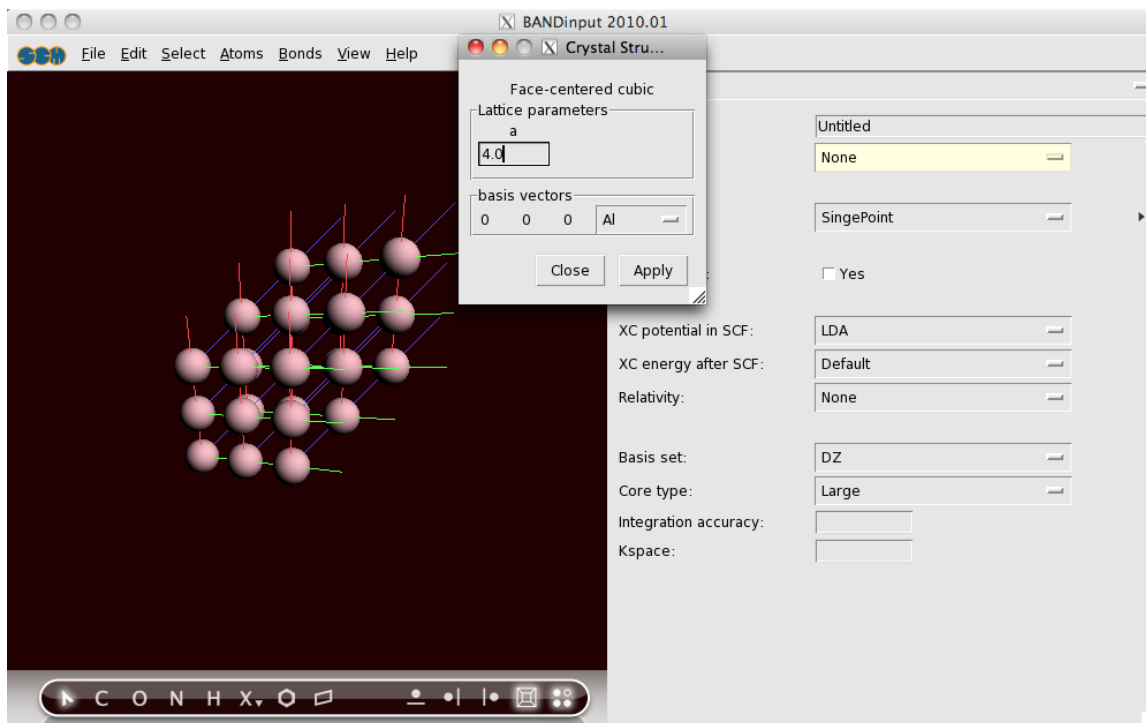 X BANDinput 2010.01
SCM File Edit Select Atoms Bonds View Help
X Crystal Stru...
Face-centered cubic
Lattice parameters
a
4.0
basis vectors
0 0 0 Al
Close Apply
Untitled
None
SingePoint
: Yes
XC potential in SCF: LDA
XC energy after SCF: Default
Relativity: None
Basis set: DZ
Core type: Large
Integration accuracy:
Kspace:
C O N H X